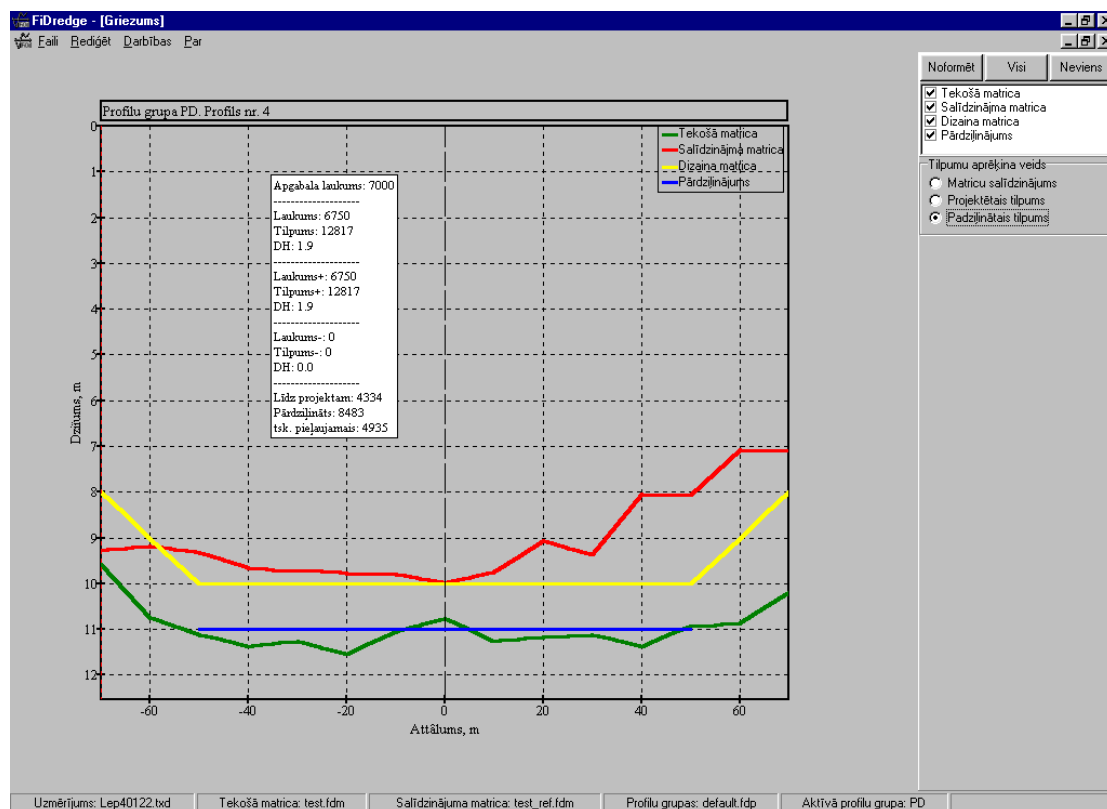 FiDredge - [Griezums]
Faili Rediģēt Darbības Par
Noformēt Visi Neviens
Tekošā matrica
Salīdzinājma matrica
Dizaina matrica
Pārdziļinājums
Tilpumu aprēķina veids
Matricu salīdzinājums
Projektētais tilpums
Padziļinātais tilpums
Profilu grupa PD. Profils nr. 4
Tekošā matrica
Salīdzinājmā matrica
Dizaina matrica
Pārdziļinājums
Apgabala laukums: 7000
--------------------
Laukums: 6750
Tilpums: 12817
DH: 1.9
--------------------
Laukums+: 6750
Tilpums+: 12817
DH: 1.9
--------------------
Laukums-: 0
Tilpums-: 0
DH: 0.0
--------------------
Līdz projektam: 4334
Pārdziļināts: 8483
tsk. pieļaujamais: 4935
0
1
2
3
4
5
6
7
8
9
10
11
12
Dziïums, m
-60 -40 -20 0 20 40 60
Attâlums, m
Uzmērījums: Lep40122.txd Tekošā matrica: test.fdm Salīdzinājuma matrica: test_ref.fdm Profilu grupas: default.fdp Aktīvā profilu grupa: PD